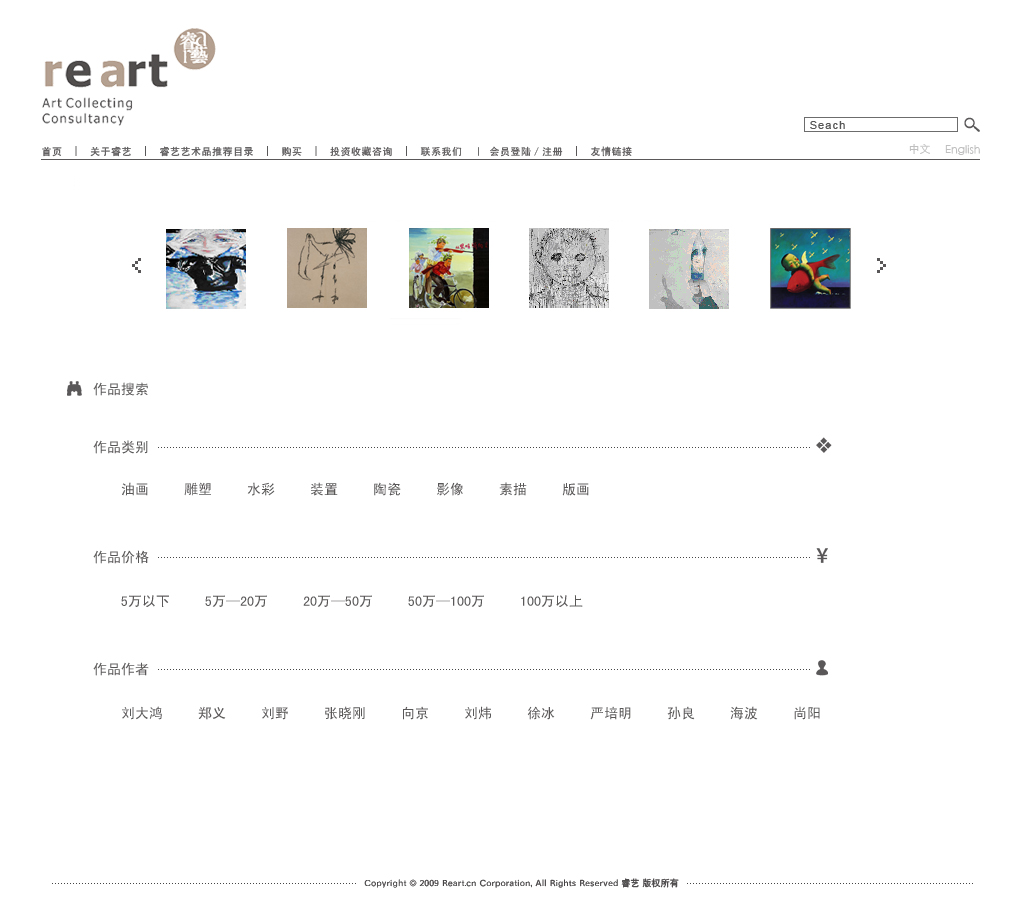 睿艺
re art
Art Collecting
Consultancy
Seach
首页 | 关于睿艺 | 睿艺艺术品推荐目录 | 购买 | 投资收藏咨询 | 联系我们 | 会员登陆 / 注册 | 友情链接
中文 English
作品搜索
作品类别
油画 雕塑 水彩 装置 陶瓷 影像 素描 版画
作品价格 ¥
5万以下 5万—20万 20万—50万 50万—100万 100万以上
作品作者
刘大鸿 郑义 刘野 张晓刚 向京 刘炜 徐冰 严培明 孙良 海波 尚阳
Copyright © 2009 Reart.cn Corporation, All Rights Reserved 睿艺 版权所有